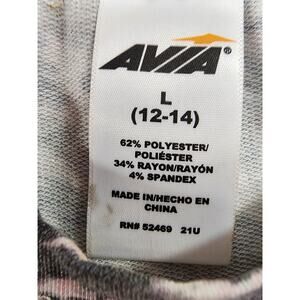 AVIA®
L
(12-14)
62% POLYESTER/
POLIÉSTER
34% RAYON/RAYÓN
4% SPANDEX
MADE IN/HECHO EN
CHINA
RN# 52469 21U